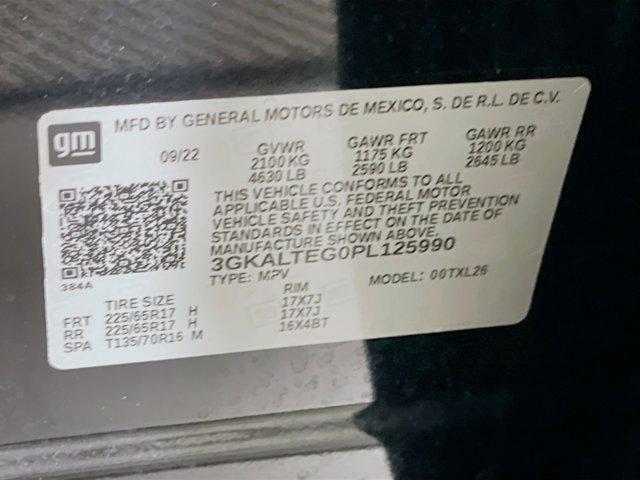 gm
MFD BY GENERAL MOTORS DE MEXICO, S. DE R.L. DE C.V.
09/22 GVWR GAWR FRT GAWR RR
2100 KG 1175 KG 1200 KG
4630 LB 2590 LB 2645 LB
THIS VEHICLE CONFORMS TO ALL
APPLICABLE U.S. FEDERAL MOTOR
VEHICLE SAFETY AND THEFT PREVENTION
STANDARDS IN EFFECT ON THE DATE OF
MANUFACTURE SHOWN ABOVE.
3GKALTEG0PL125990
384A TYPE: MPV MODEL: 00TXL26
TIRE SIZE RIM
FRT 225/65R17 H 17X7J
RR 225/65R17 H 17X7J
SPA T135/70R16 M 16X4BT